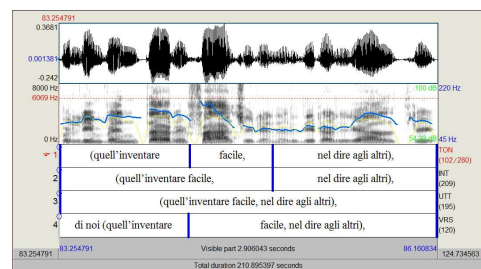 83.254791
0.3681
0.001381
-0.242
8000 Hz
6069 Hz
0 Hz
100 dB 220 Hz
45 Hz
1 (quell'inventare facile, nel dire agli altri), TON (102/280)
2 (quell'inventare facile, nel dire agli altri), INT (209)
3 (quell'inventare facile, nel dire agli altri), UTT (195)
4 di noi (quell'inventare facile, nel dire agli altri), VRS (120)
83.254791 83.254791 Visible part 2.906043 seconds 86.160834 124.734563
Total duration 210.895397 seconds